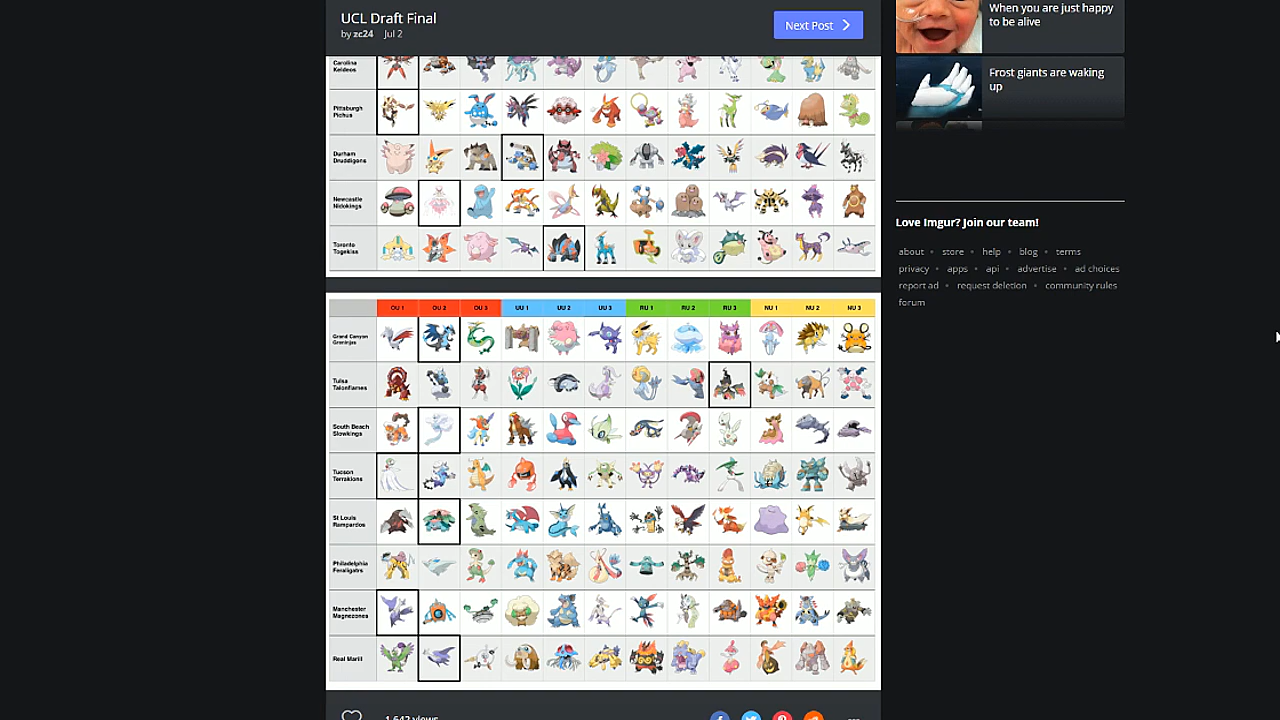 UCL Draft Final
by zc24 Jul 2
Next Post
When you are just happy
to be alive
Frost giants are waking
up
Carolina
Keldeos
Pittsburgh
Pichus
Durham
Druddigons
Newcastle
Nidokings
Toronto
Togekiss
Love Imgur? Join our team!
about • store • help • blog • terms
privacy • apps • api • advertise • ad choices
report ad • request deletion • community rules
forum
OU 1 OU 2 OU 3 UU 1 UU 2 UU 3 RU 1 RU 2 RU 3 NU 1 NU 2 NU 3
Grand Canyon
Greninjas
Tulsa
Talonflames
South Beach
Slowkings
Tucson
Terrakions
St Louis
Rampardos
Philadelphia
Feraligatrs
Manchester
Magnezones
Real Marill
1,642 views